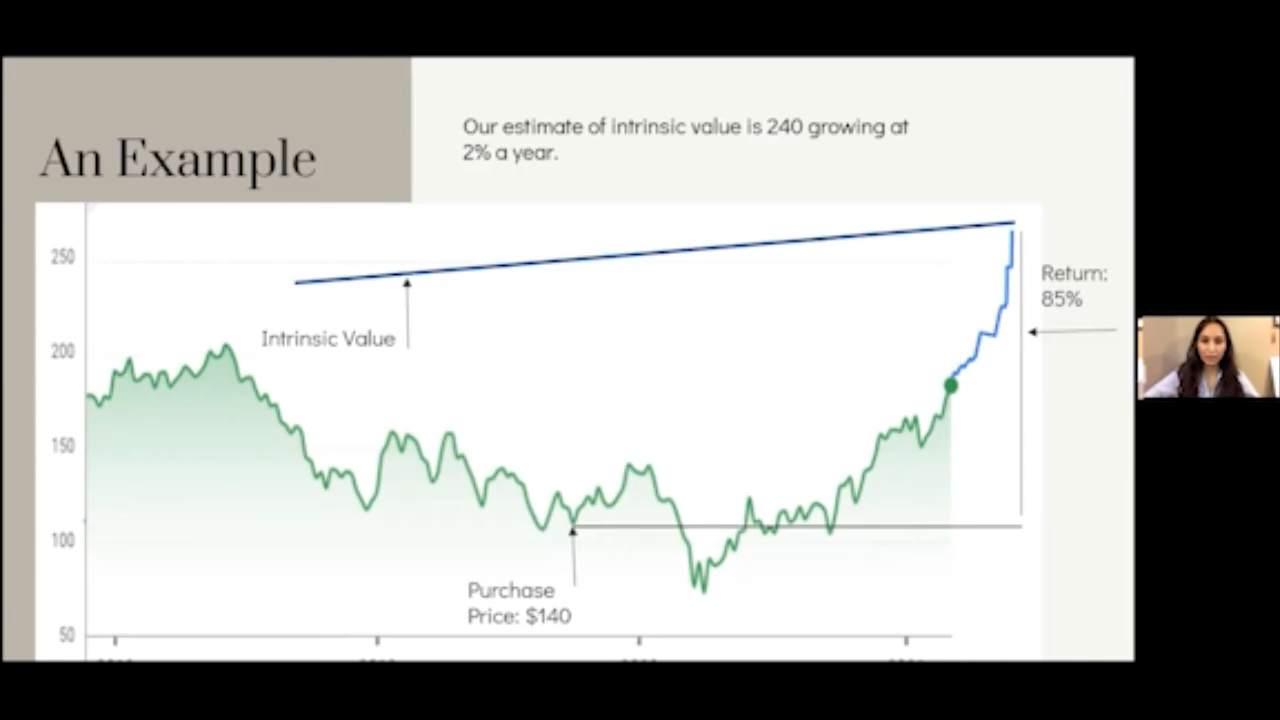 An Example
Our estimate of intrinsic value is 240 growing at
2% a year.
250
200
150
100
50
Intrinsic Value
Return:
85%
Purchase
Price: $140